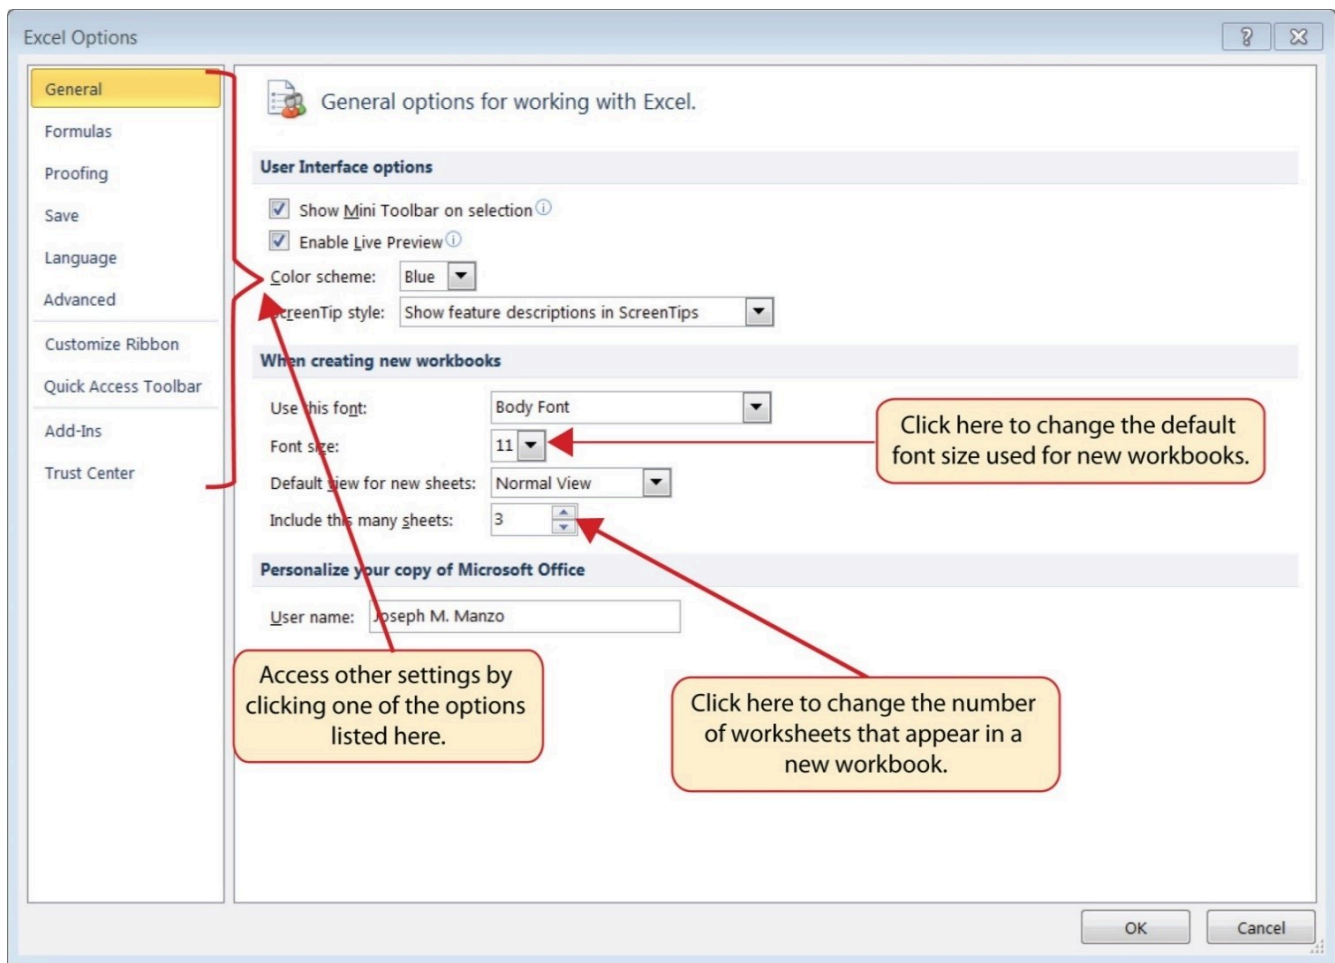 Excel Options
General
Formulas
Proofing
Save
Language
Advanced
Customize Ribbon
Quick Access Toolbar
Add-Ins
Trust Center
General options for working with Excel.
User Interface options
Show Mini Toolbar on selection
Enable Live Preview
Color scheme: Blue
ScreenTip style: Show feature descriptions in ScreenTips
When creating new workbooks
Use this font: Body Font
Font size: 11
Default view for new sheets: Normal View
Include this many sheets: 3
Click here to change the default
font size used for new workbooks.
Personalize your copy of Microsoft Office
User name: Joseph M. Manzo
Access other settings by
clicking one of the options
listed here.
Click here to change the number
of worksheets that appear in a
new workbook.
OK
Cancel